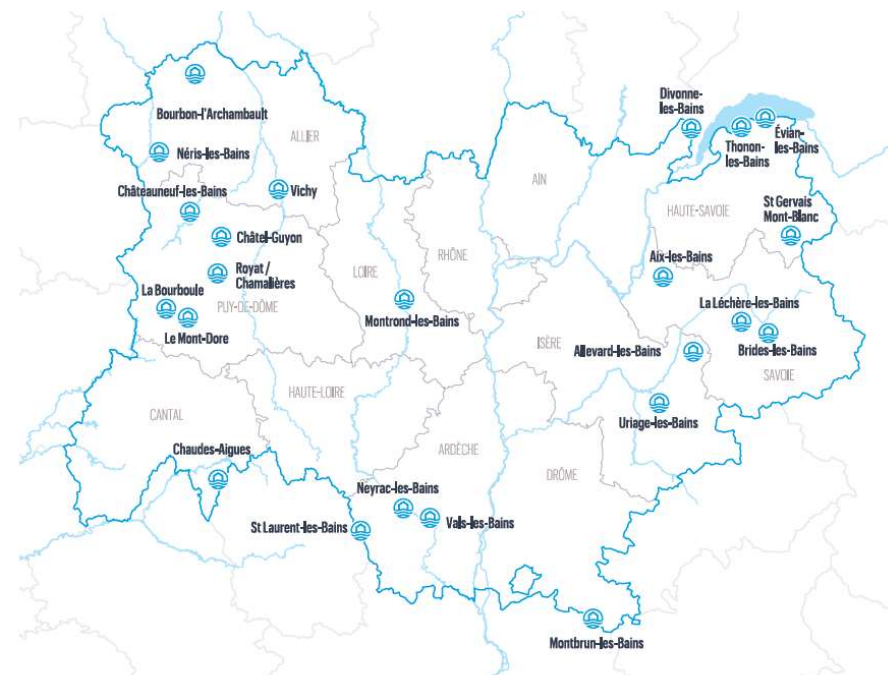 Bourbon-l'Archambault
ALLIER
Néris-les-Bains
Châteauneuf-les-Bains
Vichy
Châtel-Guyon
Royat /
Chamalières
La Bourboule
PUY-DE-DÔME
Le Mont-Dore
LOIRE
RHÔNE
Montrond-les-Bains
AIN
Divonne-
les-Bains
Thonon-
les-Bains
Évian-
les-Bains
HAUTE-SAVOIE
St Gervais
Mont-Blanc
Aix-les-Bains
La Léchère-les-Bains
Brides-les-Bains
SAVOIE
ISÈRE
Allevard-les-Bains
Uriage-les-Bains
HAUTE-LOIRE
CANTAL
Chaudes-Aigues
ARDÈCHE
DRÔME
Neyrac-les-Bains
Vals-les-Bains
St Laurent-les-Bains
Montbrun-les-Bains